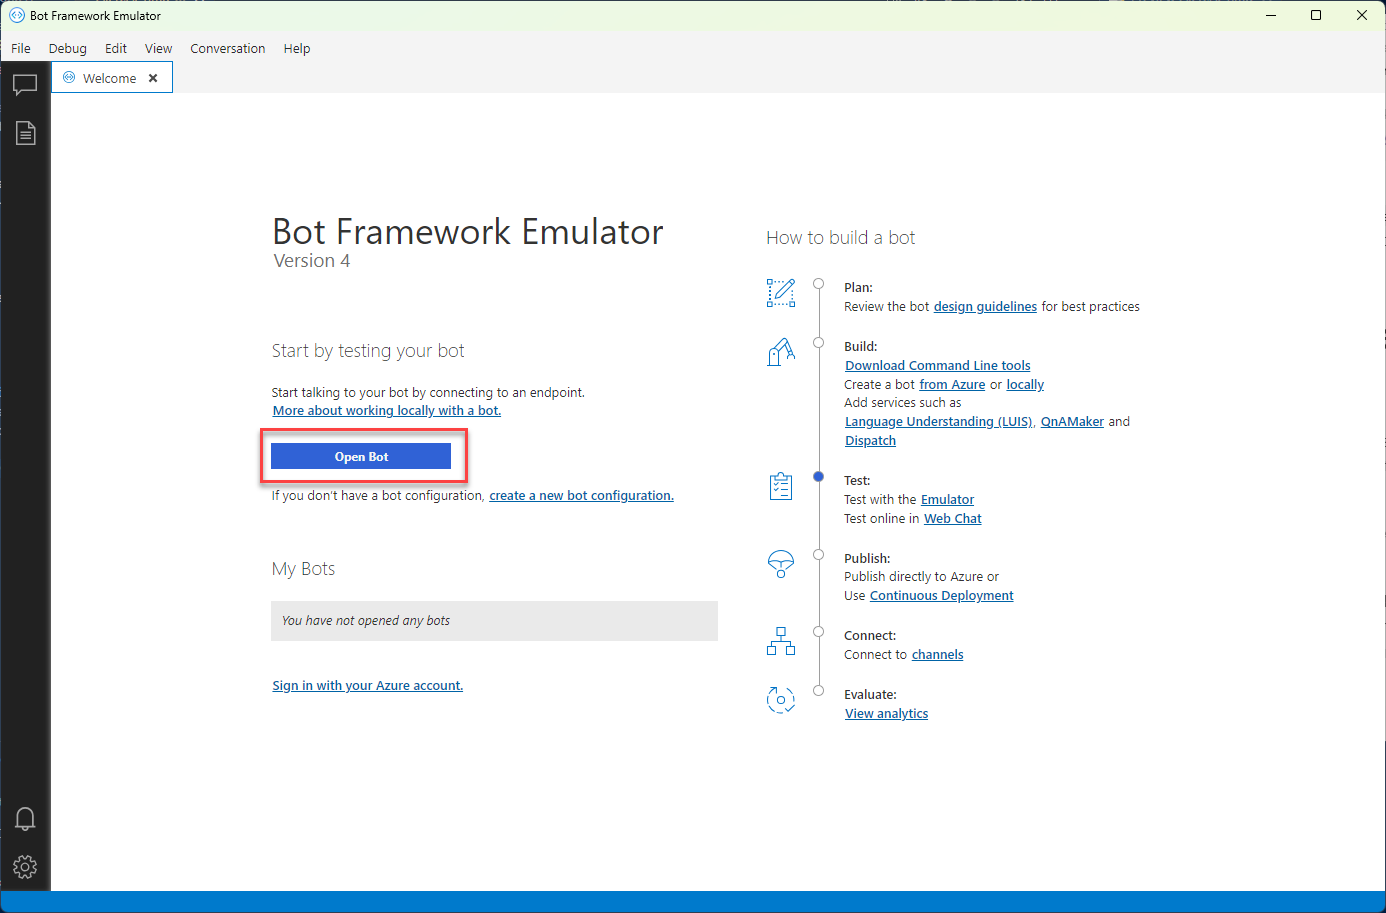 Bot Framework Emulator
File Debug Edit View Conversation Help
Welcome
Bot Framework Emulator
Version 4
Start by testing your bot
Start talking to your bot by connecting to an endpoint.
More about working locally with a bot.
Open Bot
If you don't have a bot configuration, create a new bot configuration.
My Bots
You have not opened any bots
Sign in with your Azure account.
How to build a bot
Plan:
Review the bot design guidelines for best practices
Build:
Download Command Line tools
Create a bot from Azure or locally
Add services such as
Language Understanding (LUIS), QnAMaker and
Dispatch
Test:
Test with the Emulator
Test online in Web Chat
Publish:
Publish directly to Azure or
Use Continuous Deployment
Connect:
Connect to channels
Evaluate:
View analytics